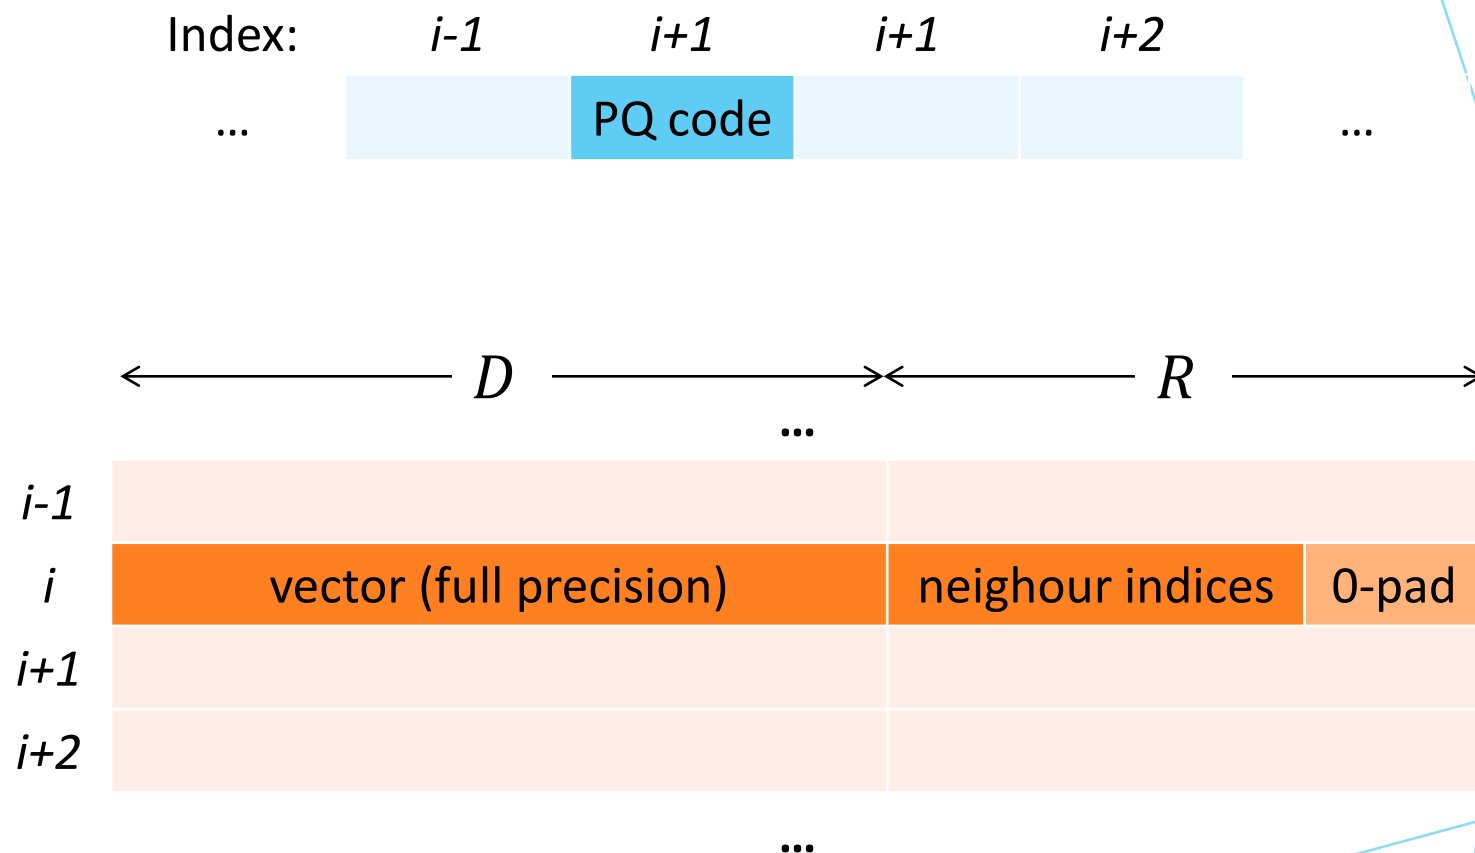 Index: i-1 i+1 i+1 i+2
... PQ code ...
D R
...
i-1
i vector (full precision) neighour indices 0-pad
i+1
i+2
...